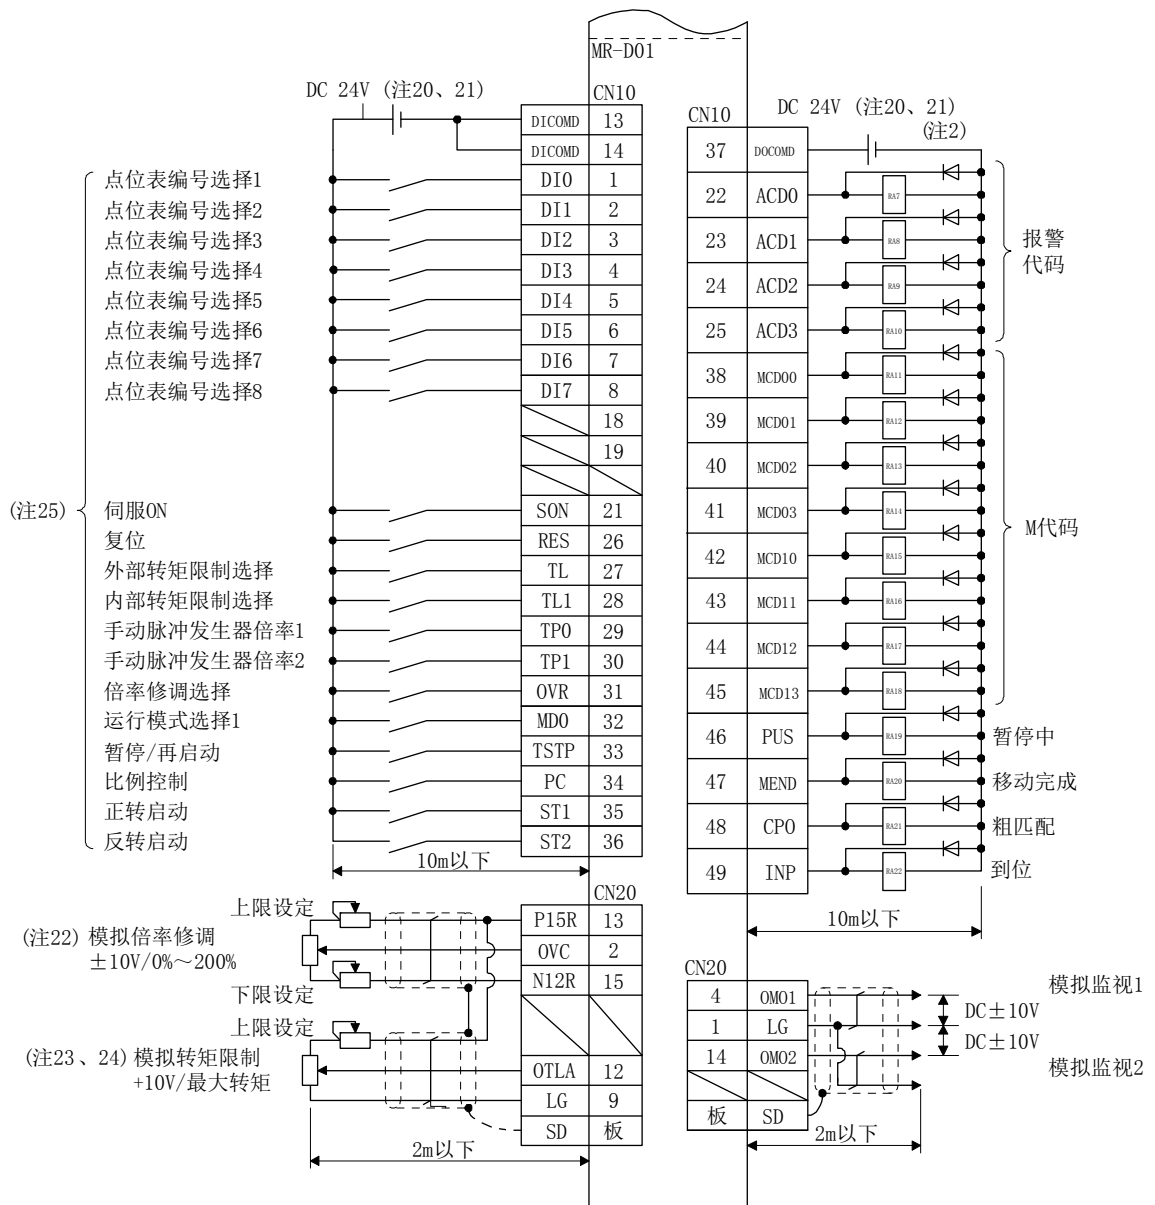 MR-D01
DC 24V (注20、21)
CN10
DICOMD 13
DICOMD 14
点位表编号选择1 DI0 1
点位表编号选择2 DI1 2
点位表编号选择3 DI2 3
点位表编号选择4 DI3 4
点位表编号选择5 DI4 5
点位表编号选择6 DI5 6
点位表编号选择7 DI6 7
点位表编号选择8 DI7 8
18
19
(注25)
伺服ON SON 21
复位 RES 26
外部转矩限制选择 TL 27
内部转矩限制选择 TL1 28
手动脉冲发生器倍率1 TP0 29
手动脉冲发生器倍率2 TP1 30
倍率修调选择 OVR 31
运行模式选择1 MD0 32
暂停/再启动 TSTP 33
比例控制 PC 34
正转启动 ST1 35
反转启动 ST2 36
10m以下
CN20
上限设定 P15R 13
(注22) 模拟倍率修调 OVC 2
±10V/0%～200% N12R 15
下限设定
上限设定
(注23、24) 模拟转矩限制 OTLA 12
+10V/最大转矩 LG 9
SD 板
2m以下
CN10
DC 24V (注20、21)
(注2)
37 DOCOMD
22 ACD0 RA7
23 ACD1 RA8
24 ACD2 RA9
25 ACD3 RA10
报警
代码
38 MCD00 RA11
39 MCD01 RA12
40 MCD02 RA13
41 MCD03 RA14
42 MCD10 RA15
43 MCD11 RA16
44 MCD12 RA17
45 MCD13 RA18
M代码
46 PUS RA19 暂停中
47 MEND RA20 移动完成
48 CPO RA21 粗匹配
49 INP RA22 到位
10m以下
CN20
4 OMO1 模拟监视1
DC±10V
1 LG
DC±10V
14 OMO2 模拟监视2
板 SD
2m以下